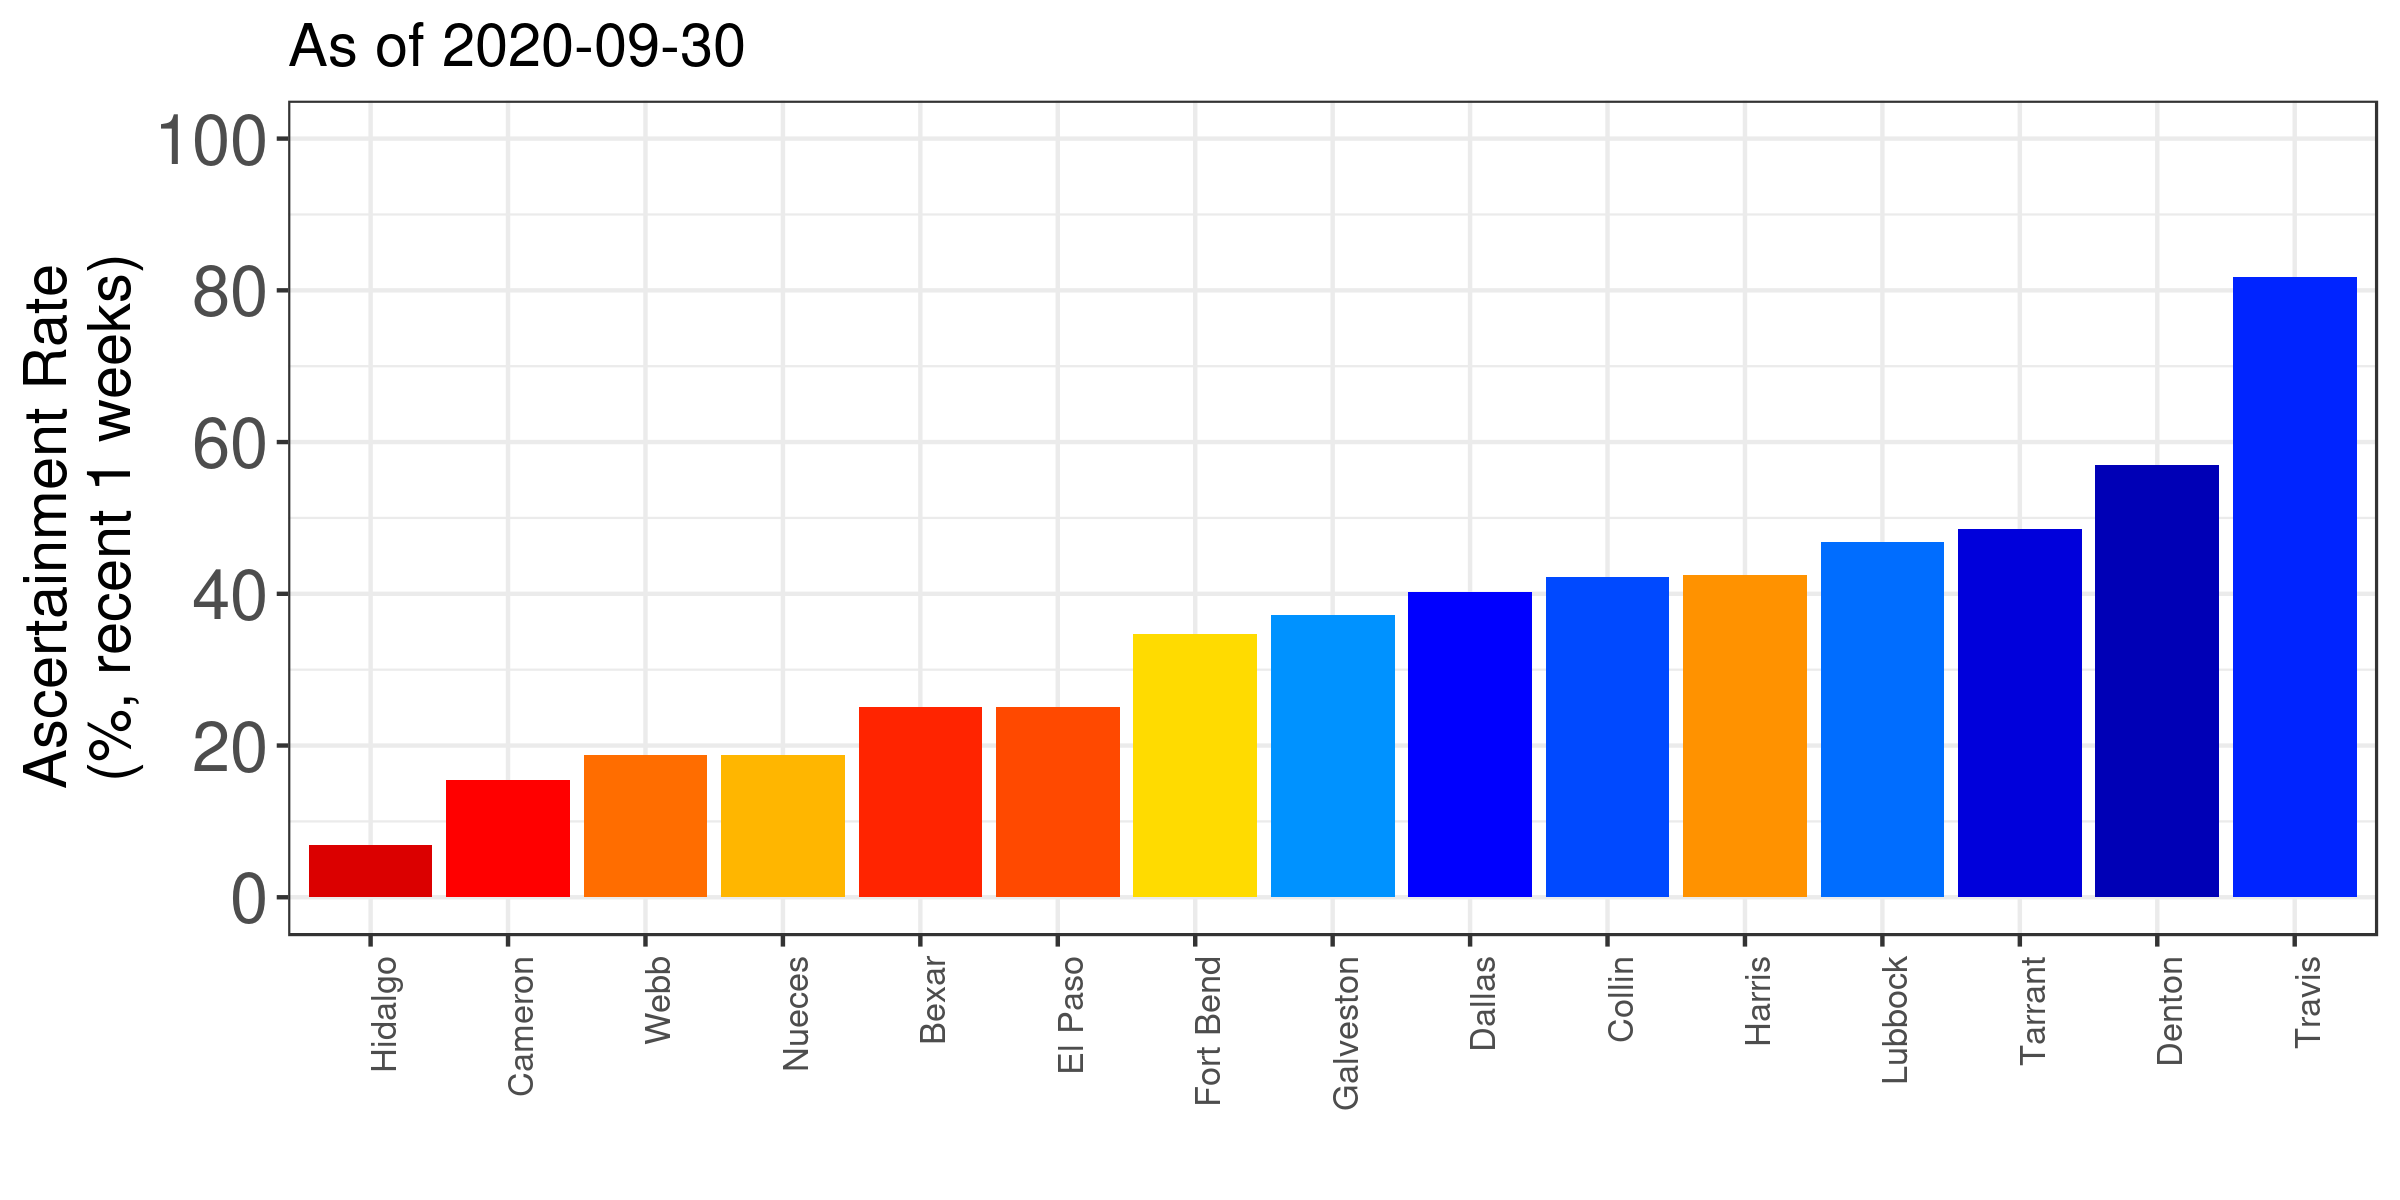 As of 2020-09-30
Ascertainment Rate
(%, recent 1 weeks)
100
80
60
40
20
0
Hidalgo
Cameron
Webb
Nueces
Bexar
El Paso
Fort Bend
Galveston
Dallas
Collin
Harris
Lubbock
Tarrant
Denton
Travis